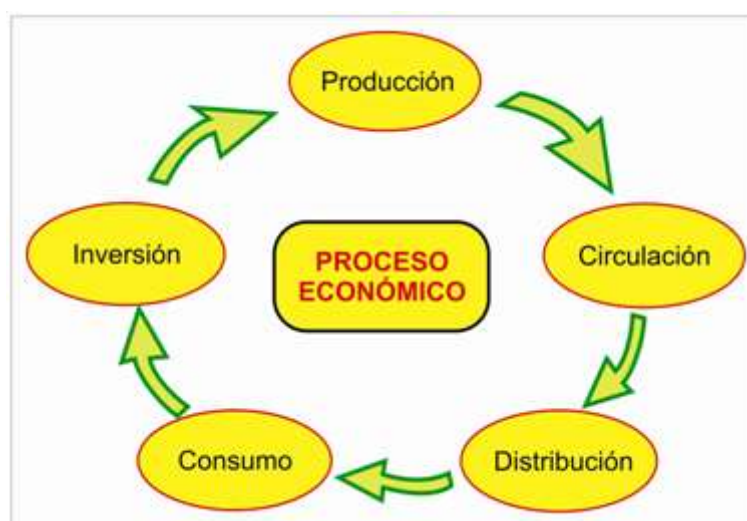 Producción
Inversión
PROCESO
ECONÓMICO
Circulación
Consumo
Distribución